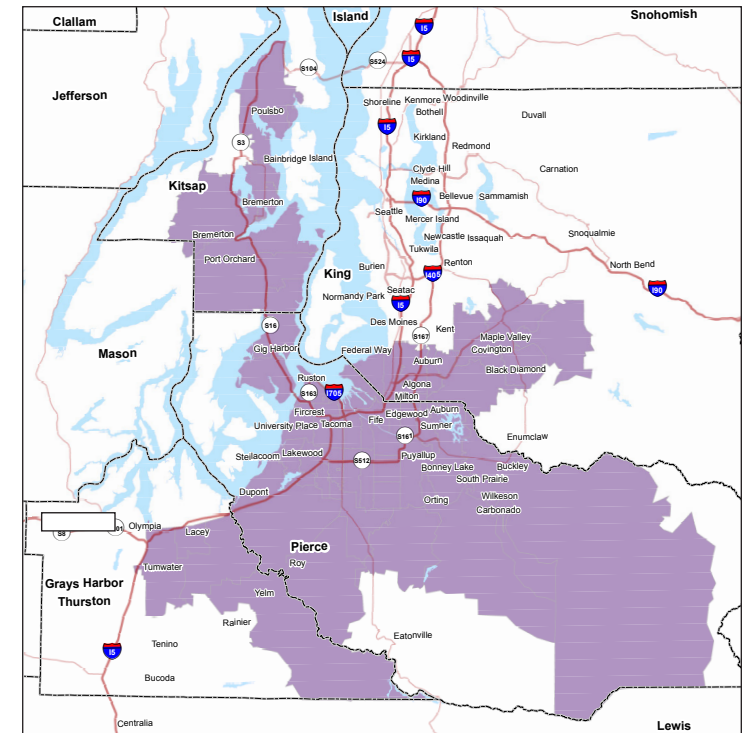 Island
Snohomish
Clallam
I5
S104
S524
I5
Jefferson
Shoreline
Kenmore
Woodinville
Bothell
Poulsbo
Duvall
I5
Kirkland
S3
Redmond
Bainbridge Island
Clyde Hill
Carnation
Medina
Kitsap
I90
Bellevue
Sammamish
Bremerton
Seattle
Mercer Island
Bremerton
Newcastle
Issaquah
Snoqualmie
Tukwila
Port Orchard
Burien
Renton
North Bend
King
I405
Seatac
I90
Normandy Park
I5
S16
Des Moines
Kent
S167
Maple Valley
Mason
Gig Harbor
Federal Way
Covington
Auburn
Black Diamond
Ruston
Algona
S163
I705
Milton
Fircrest
Edgewood
Auburn
University Place
Tacoma
Fife
Sumner
S161
Enumclaw
Steilacoom
Lakewood
S512
Puyallup
Bonney Lake
Buckley
South Prairie
Dupont
Orting
Wilkeson
Carbonado
Olympia
01
S8
Lacey
Pierce
Roy
Tumwater
Grays Harbor
Thurston
Yelm
Rainier
Eatonville
Tenino
I5
Bucoda
Centralia
Lewis